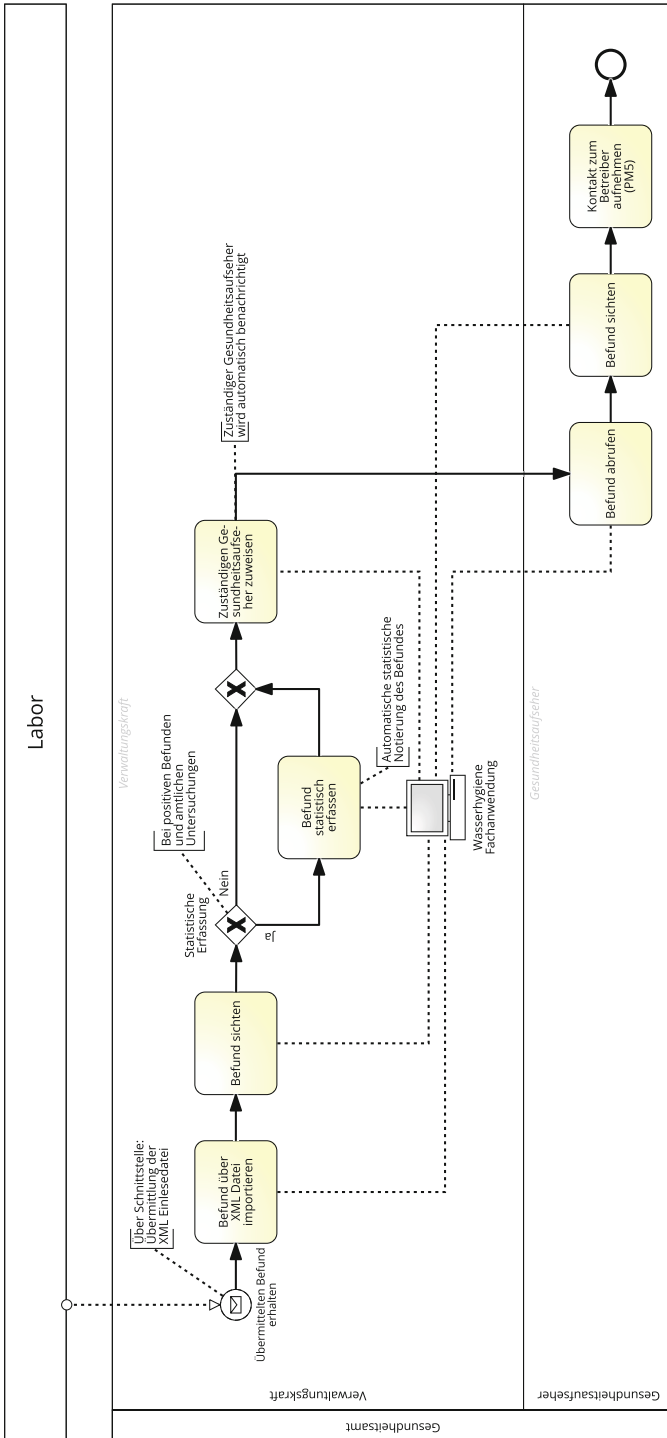 Labor
Gesundheitsamt
Verwaltungskraft
Verwaltungskraft
Übermittelten Befund
erhalten
Über Schnittstelle:
Übermittlung der
XML Einlesedatei
Befund über
XML Datei
importieren
Befund sichten
Statistische
Erfassung
Bei positiven Befunden
und amtlichen
Untersuchungen
Nein
Ja
Befund
statistisch
erfassen
Automatische statistische
Notierung des Befundes
Zuständigen Ge-
sundheitsaufse-
her zuweisen
Zuständiger Gesundheitsaufseher
wird automatisch benachrichtigt
Wasserhygiene
Fachanwendung
Gesundheitsaufseher
Gesundheitsaufseher
Befund abrufen
Befund sichten
Kontakt zum
Betreiber
aufnehmen
(PM5)